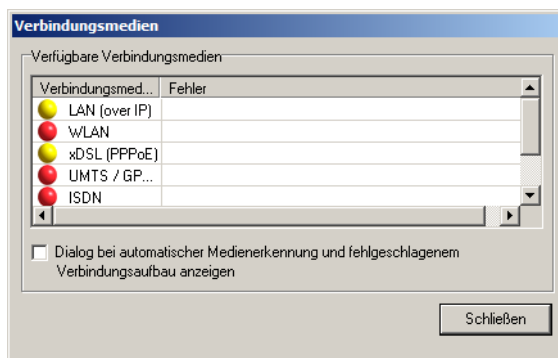 Verbindungsmedien
Verfügbare Verbindungsmedien
Verbindungsmed... Fehler
LAN (over IP)
WLAN
xDSL (PPPoE)
UMTS / GP...
ISDN
Dialog bei automatischer Medienerkennung und fehlgeschlagenem
Verbindungsaufbau anzeigen
Schließen